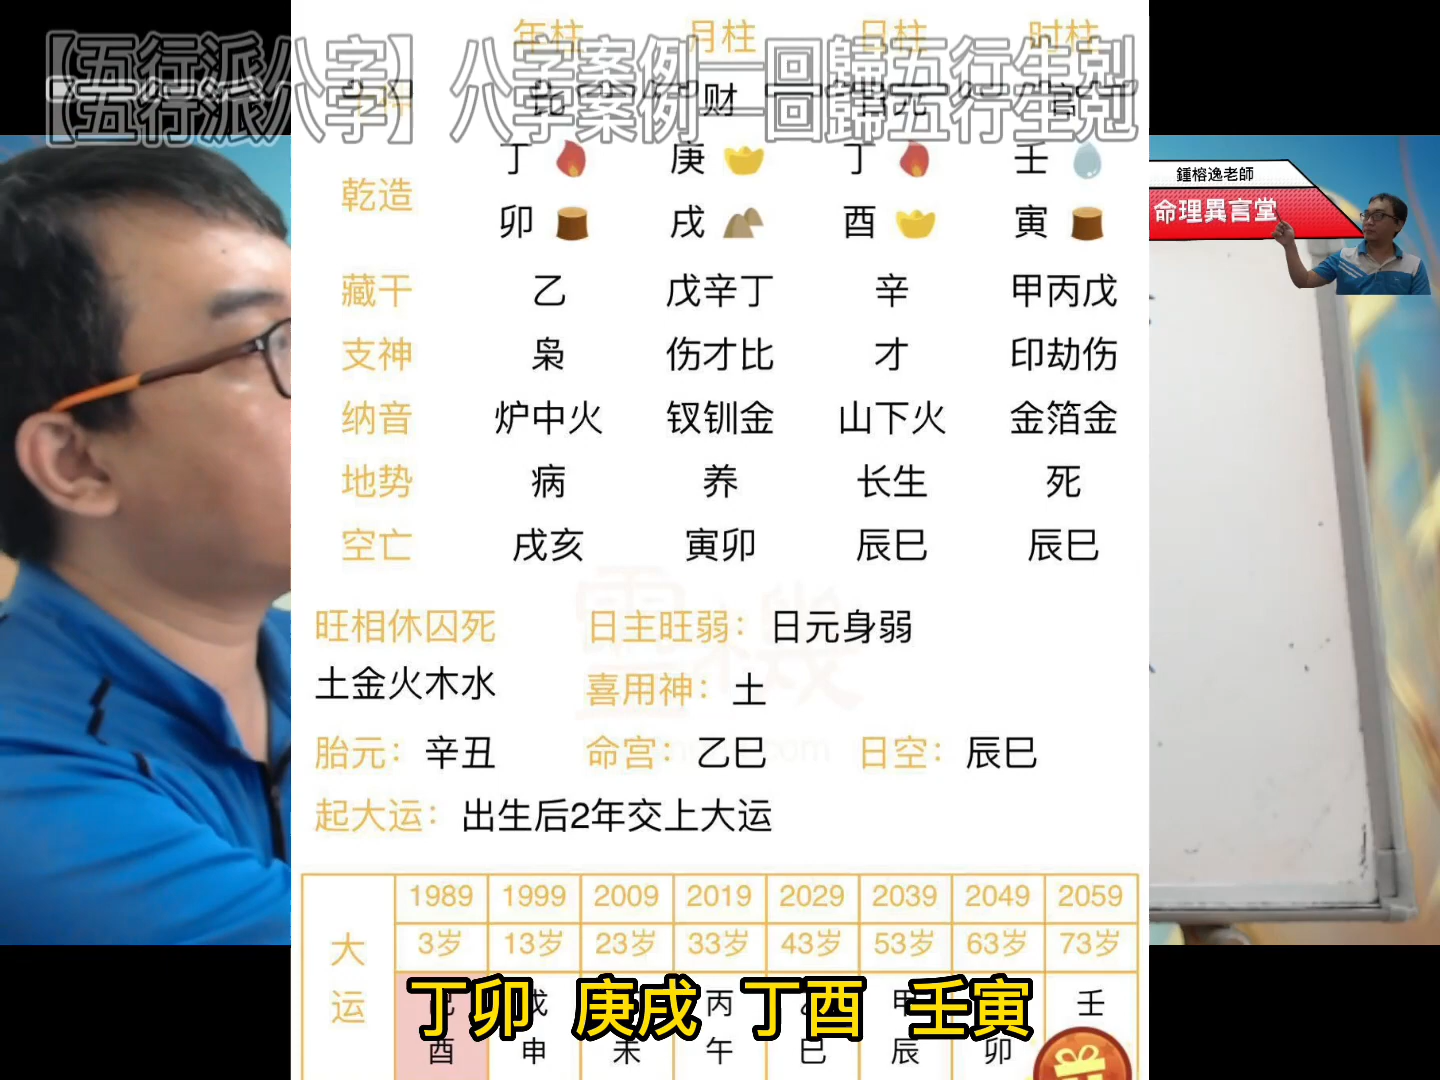 【五行派八字】 八字案例—回歸五行生剋
年柱 月柱 日柱 时柱
财
鍾榕逸老師
命理異言堂
丁 庚 丁 壬
乾造
卯 戌 酉 寅
藏干 乙 戊辛丁 辛 甲丙戊
支神 枭 伤才比 才 印劫伤
纳音 炉中火 钗钏金 山下火 金箔金
地势 病 养 长生 死
空亡 戌亥 寅卯 辰巳 辰巳
旺相休囚死 日主旺弱：日元身弱
土金火木水 喜用神：土
胎元：辛丑 命宫：乙巳 日空：辰巳
起大运：出生后2年交上大运
1989 1999 2009 2019 2029 2039 2049 2059
大运 3岁 13岁 23岁 33岁 43岁 53岁 63岁 73岁
丙 甲 壬
酉 申 未 午 巳 辰 卯
丁卯 庚戌 丁酉 壬寅